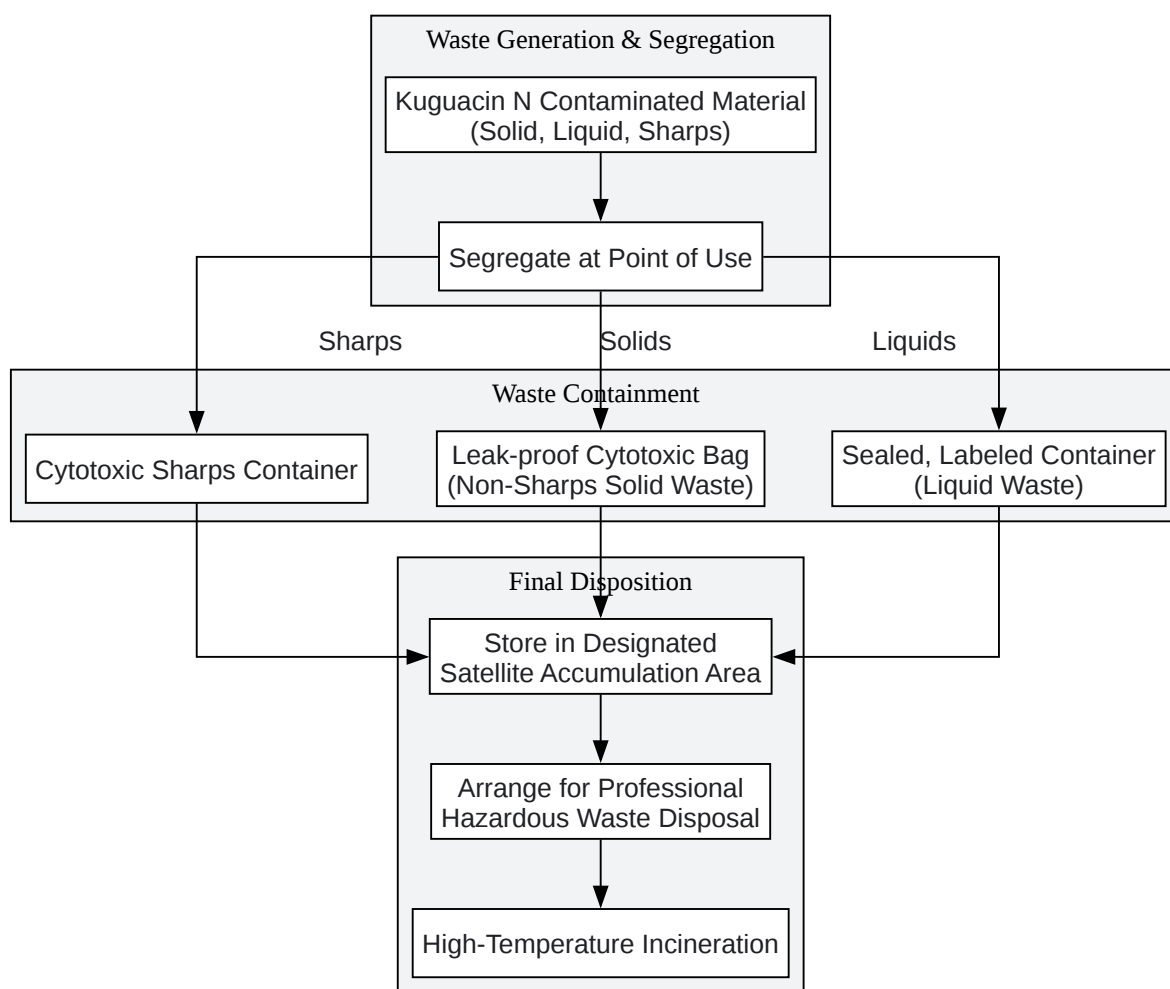 Waste Generation & Segregation
Kuguacin N Contaminated Material
(Solid, Liquid, Sharps)
Segregate at Point of Use
Sharps
Solids
Liquids
Waste Containment
Cytotoxic Sharps Container
Leak-proof Cytotoxic Bag
(Non-Sharps Solid Waste)
Sealed, Labeled Container
(Liquid Waste)
Final Disposition
Store in Designated
Satellite Accumulation Area
Arrange for Professional
Hazardous Waste Disposal
High-Temperature Incineration